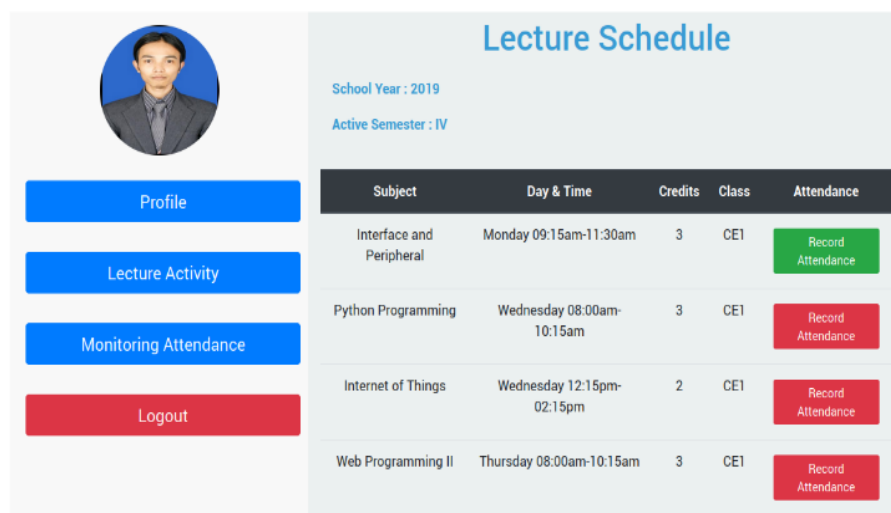 Lecture Schedule
School Year : 2019
Active Semester : IV
Profile
Lecture Activity
Monitoring Attendance
Logout
Subject Day & Time Credits Class Attendance
Interface and
Peripheral
Monday 09:15am-11:30am 3 CE1
Record
Attendance
Python Programming
Wednesday 08:00am-
10:15am
3 CE1
Record
Attendance
Internet of Things
Wednesday 12:15pm-
02:15pm
2 CE1
Record
Attendance
Web Programming II Thursday 08:00am-10:15am 3 CE1
Record
Attendance